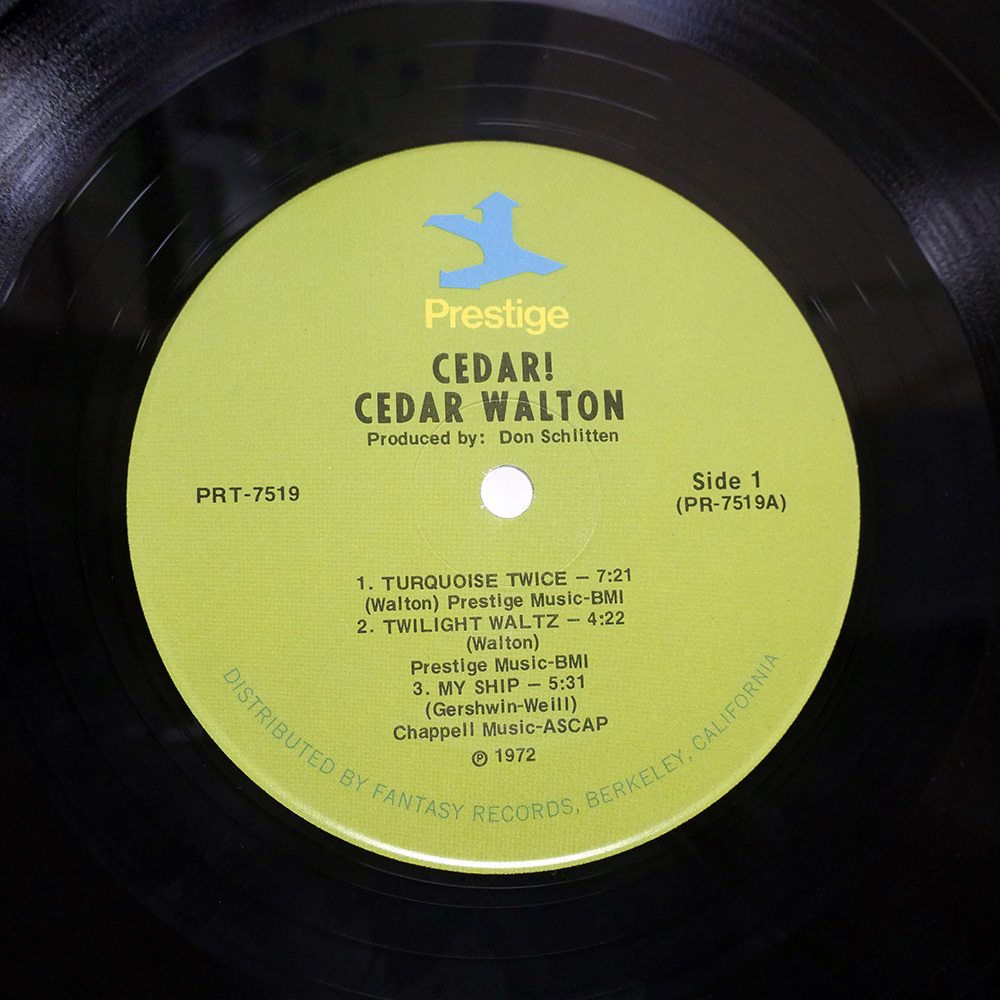 Prestige
CEDAR!
CEDAR WALTON
Produced by: Don Schlitten
PRT-7519
Side 1
(PR-7519A)
1. TURQUOISE TWICE – 7:21
(Walton) Prestige Music-BMI
2. TWILIGHT WALTZ – 4:22
(Walton)
Prestige Music-BMI
3. MY SHIP – 5:31
(Gershwin-Weill)
Chappell Music-ASCAP
℗ 1972
DISTRIBUTED BY FANTASY RECORDS, BERKELEY, CALIFORNIA